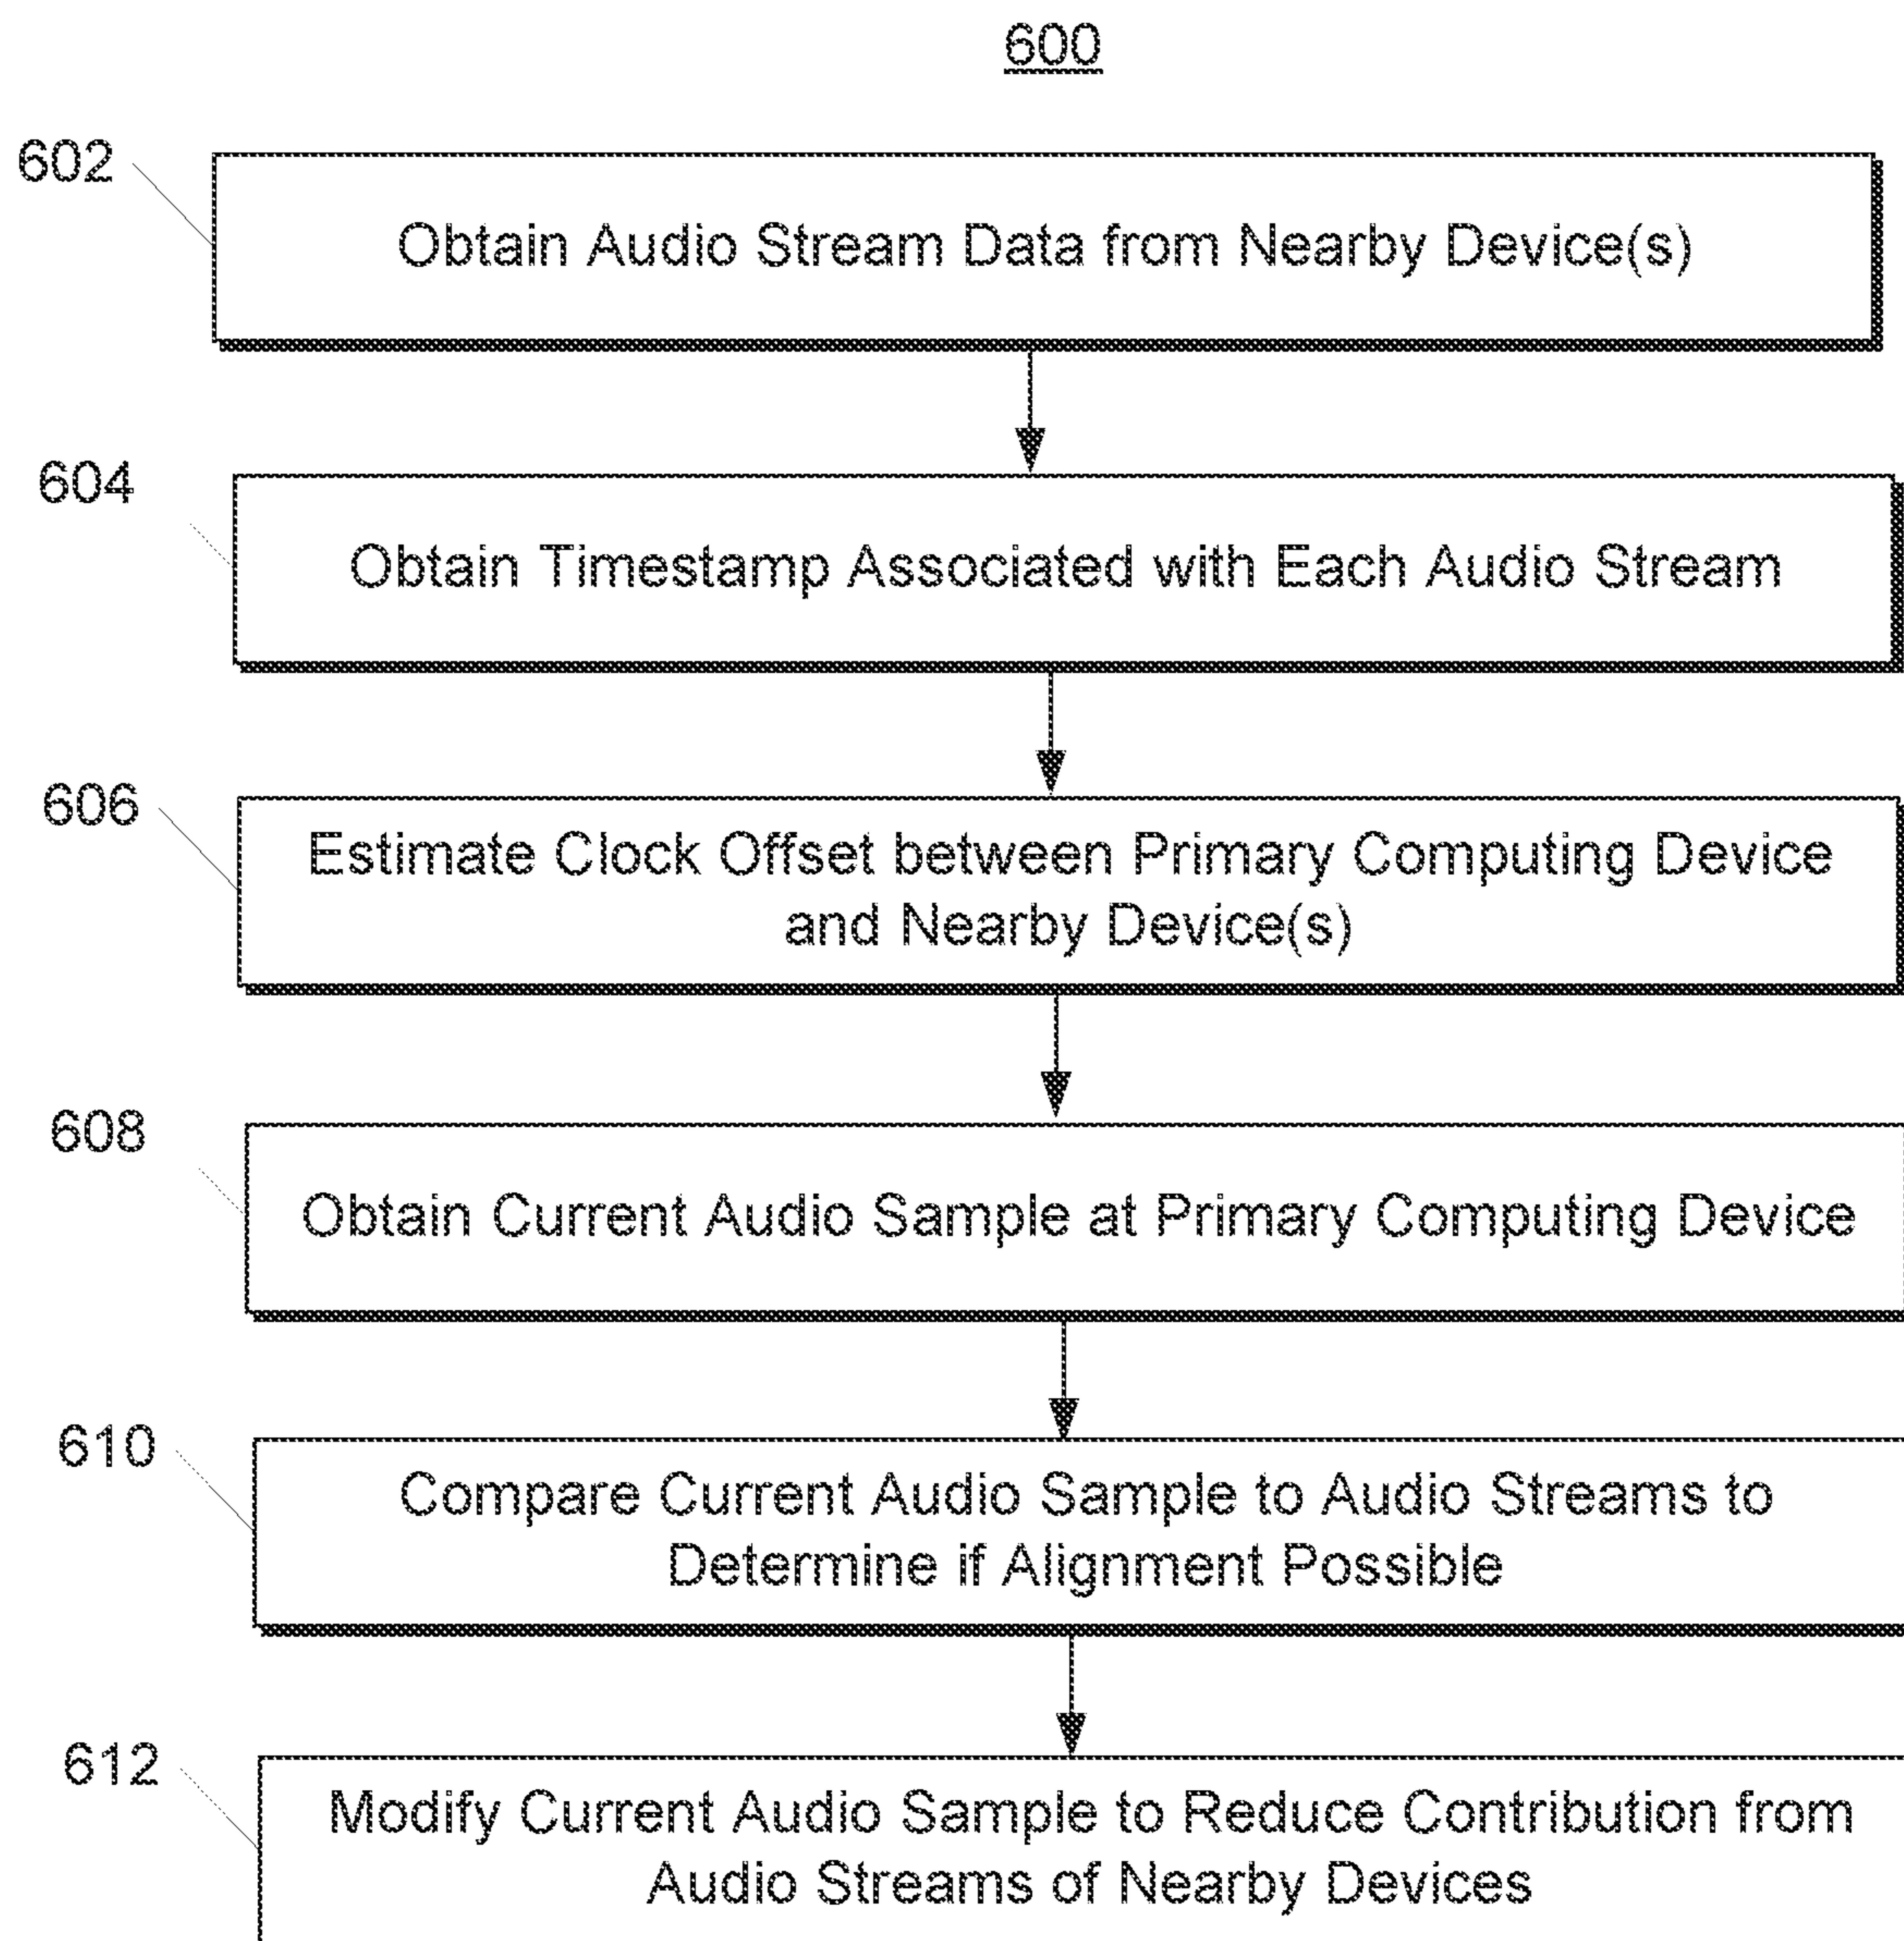 600
602
Obtain Audio Stream Data from Nearby Device(s)
604
Obtain Timestamp Associated with Each Audio Stream
606
Estimate Clock Offset between Primary Computing Device
and Nearby Device(s)
608
Obtain Current Audio Sample at Primary Computing Device
610
Compare Current Audio Sample to Audio Streams to
Determine if Alignment Possible
612
Modify Current Audio Sample to Reduce Contribution from
Audio Streams of Nearby Devices